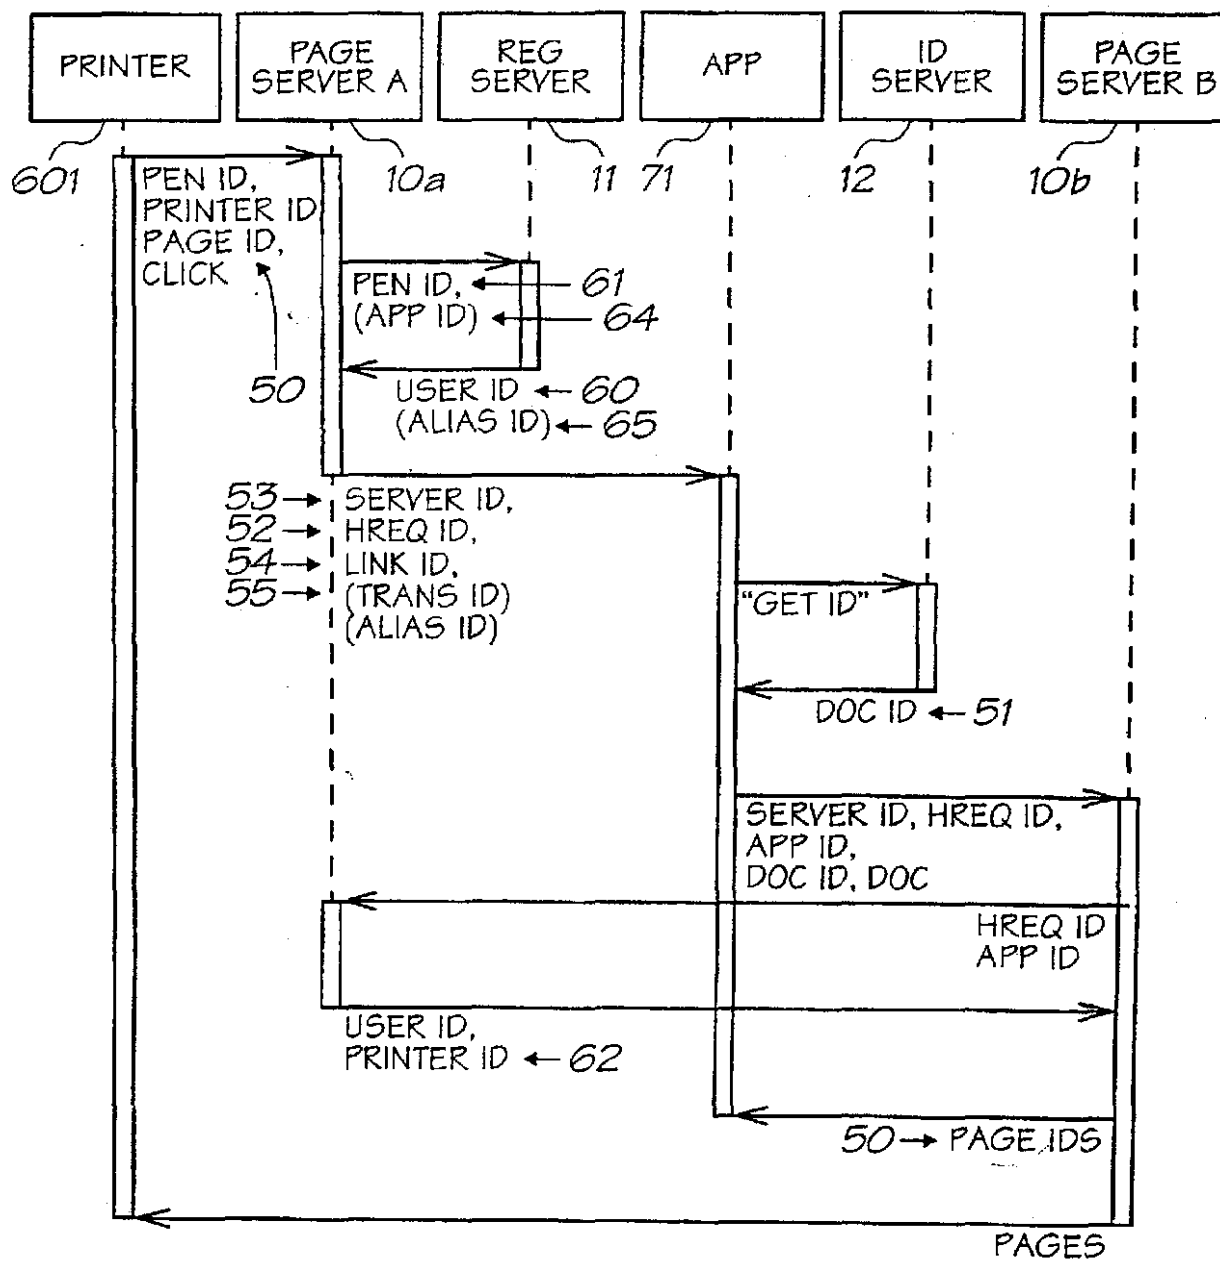 PRINTER
PAGE
SERVER A
REG
SERVER
APP
ID
SERVER
PAGE
SERVER B
601
10a
11
71
12
10b
PEN ID,
PRINTER ID
PAGE ID,
CLICK
50
PEN ID,
61
(APP ID)
64
USER ID
60
(ALIAS ID)
65
53
SERVER ID,
52
HREQ ID,
54
LINK ID,
55
(TRANS ID)
(ALIAS ID)
"GET ID"
DOC ID
51
SERVER ID, HREQ ID,
APP ID,
DOC ID, DOC
HREQ ID
APP ID
USER ID,
PRINTER ID
62
50
PAGE IDS
PAGES